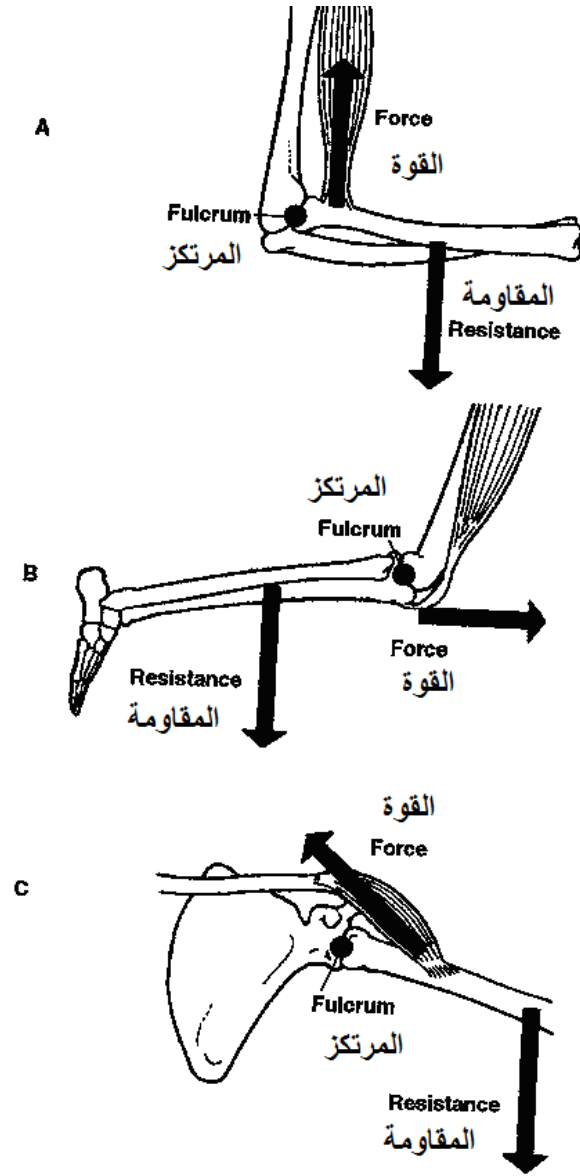 A
Force
القوة
Fulcrum
المرتكز
المقاومة
Resistance
المرتكز
Fulcrum
B
Force
القوة
Resistance
المقاومة
القوة
Force
C
Fulcrum
المرتكز
Resistance
المقاومة